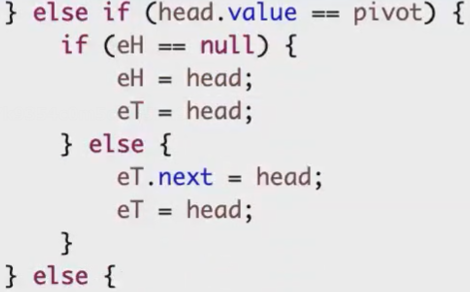 } else if (head.value == pivot) {
    if (eH == null) {
        eH = head;
        eT = head;
    } else {
        eT.next = head;
        eT = head;
    }
} else {